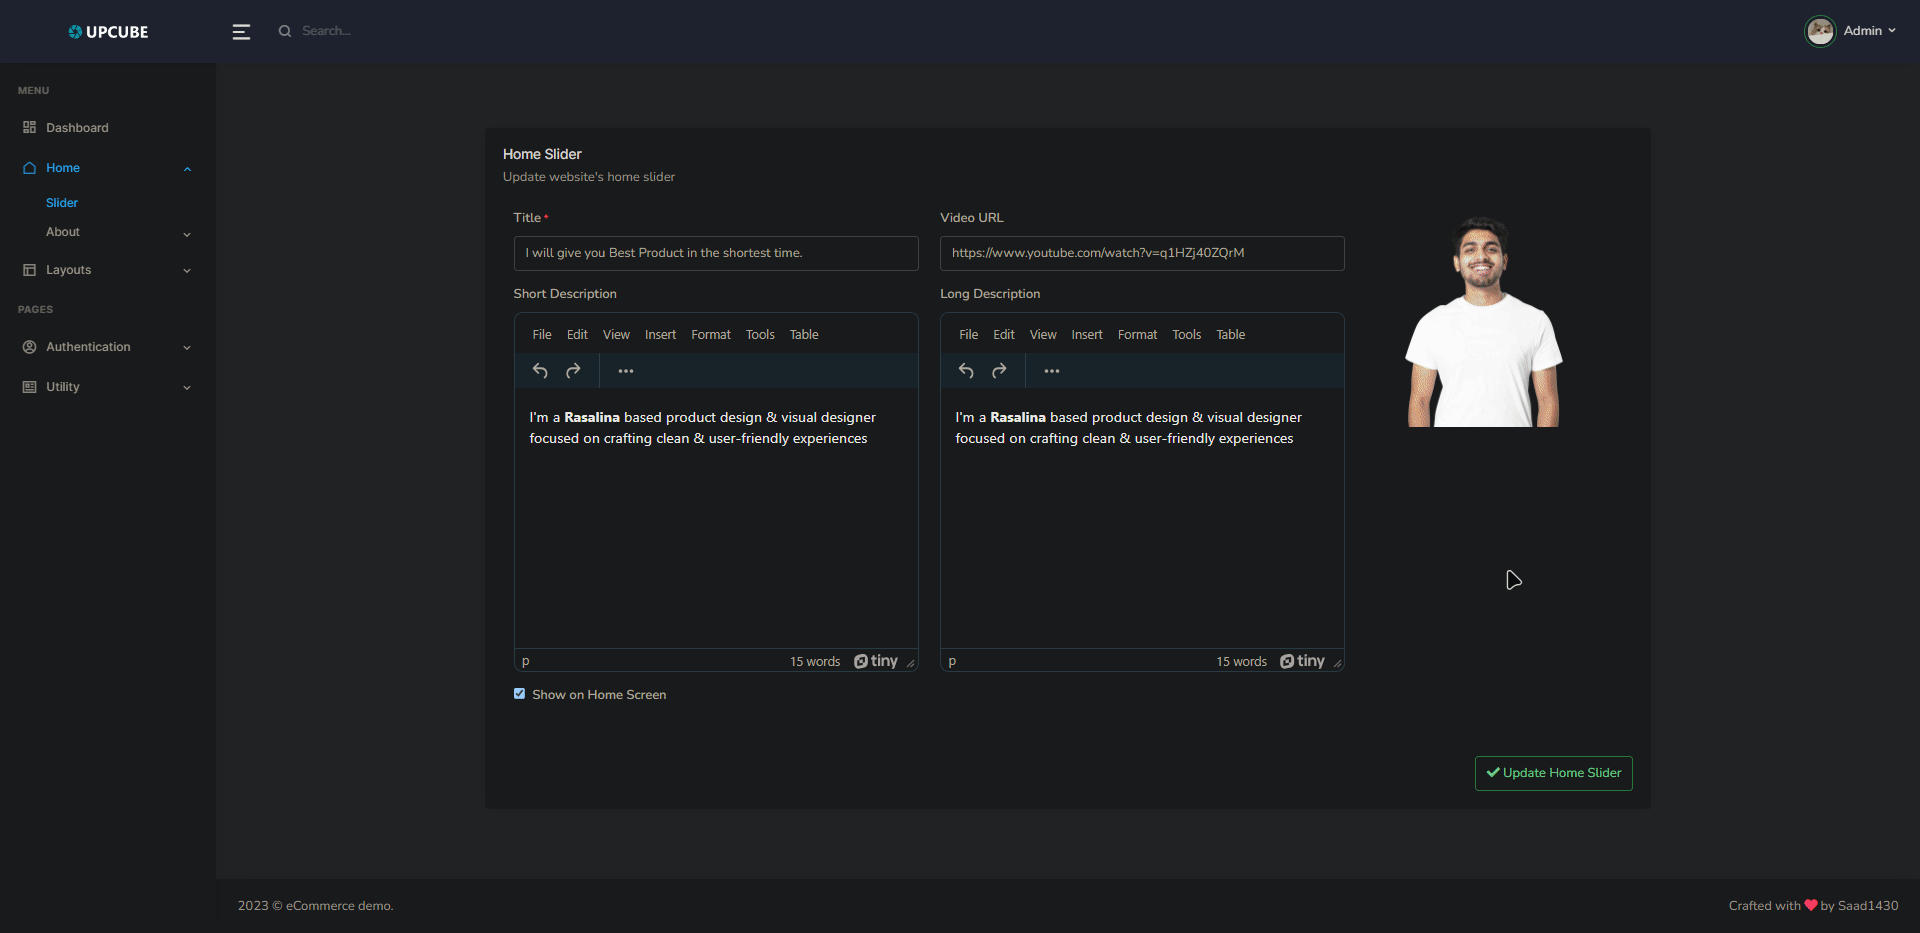 UPCUBE
Search...
Admin
MENU
Dashboard
Home
Slider
About
Layouts
PAGES
Authentication
Utility
Home Slider
Update website's home slider
Title*
I will give you Best Product in the shortest time.
Video URL
https://www.youtube.com/watch?v=q1HZj40ZQrM
Short Description
File Edit View Insert Format Tools Table
I'm a Rasalina based product design & visual designer
focused on crafting clean & user-friendly experiences
p 15 words tiny
Long Description
File Edit View Insert Format Tools Table
I'm a Rasalina based product design & visual designer
focused on crafting clean & user-friendly experiences
p 15 words tiny
Show on Home Screen
Update Home Slider
2023 © eCommerce demo.
Crafted with ❤ by Saad1430